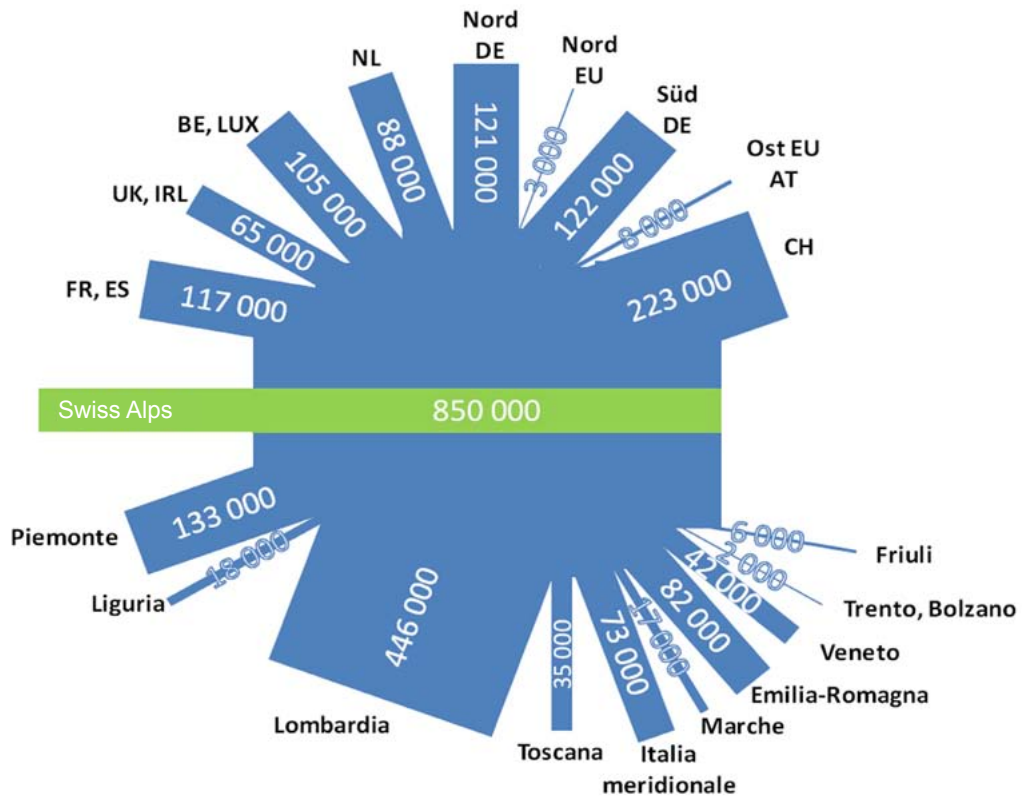 Nord
DE
Nord
EU
NL
Süd
DE
BE, LUX
Ost EU
AT
UK, IRL
CH
FR, ES
121 000
3 000
88 000
122 000
105 000
8 000
65 000
223 000
117 000
Swiss Alps
850 000
133 000
Piemonte
18 000
Liguria
446 000
Lombardia
35 000
Toscana
73 000
Italia
meridionale
17 000
Marche
82 000
Emilia-Romagna
42 000
Veneto
2 000
Trento, Bolzano
6 000
Friuli